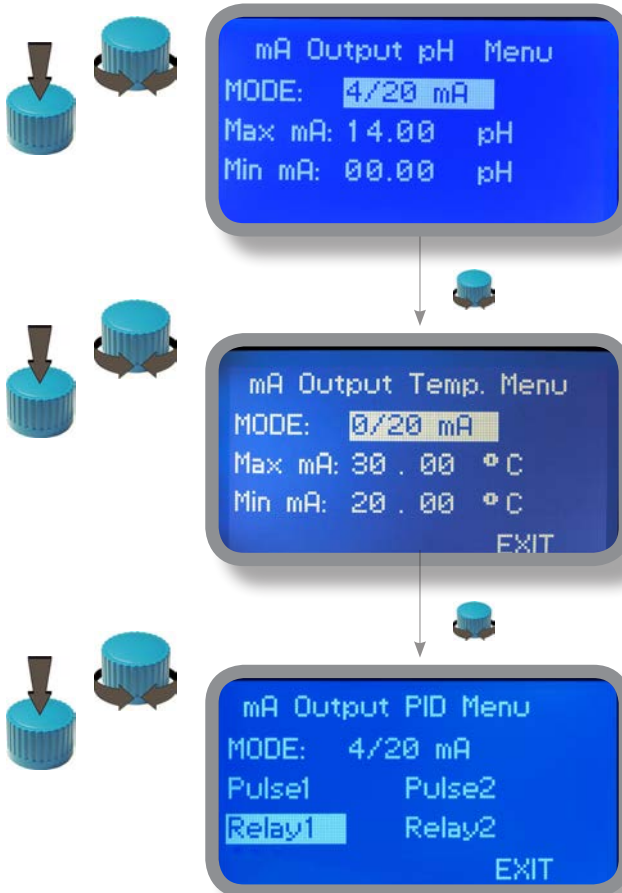 mA Output pH Menu
MODE: 4/20 mA
Max mA: 14.00 pH
Min mA: 00.00 pH
mA Output Temp. Menu
MODE: 0/20 mA
Max mA: 30 . 00 °C
Min mA: 20 . 00 °C
EXIT
mA Output PID Menu
MODE: 4/20 mA
Pulse1 Pulse2
Relay1 Relay2
EXIT